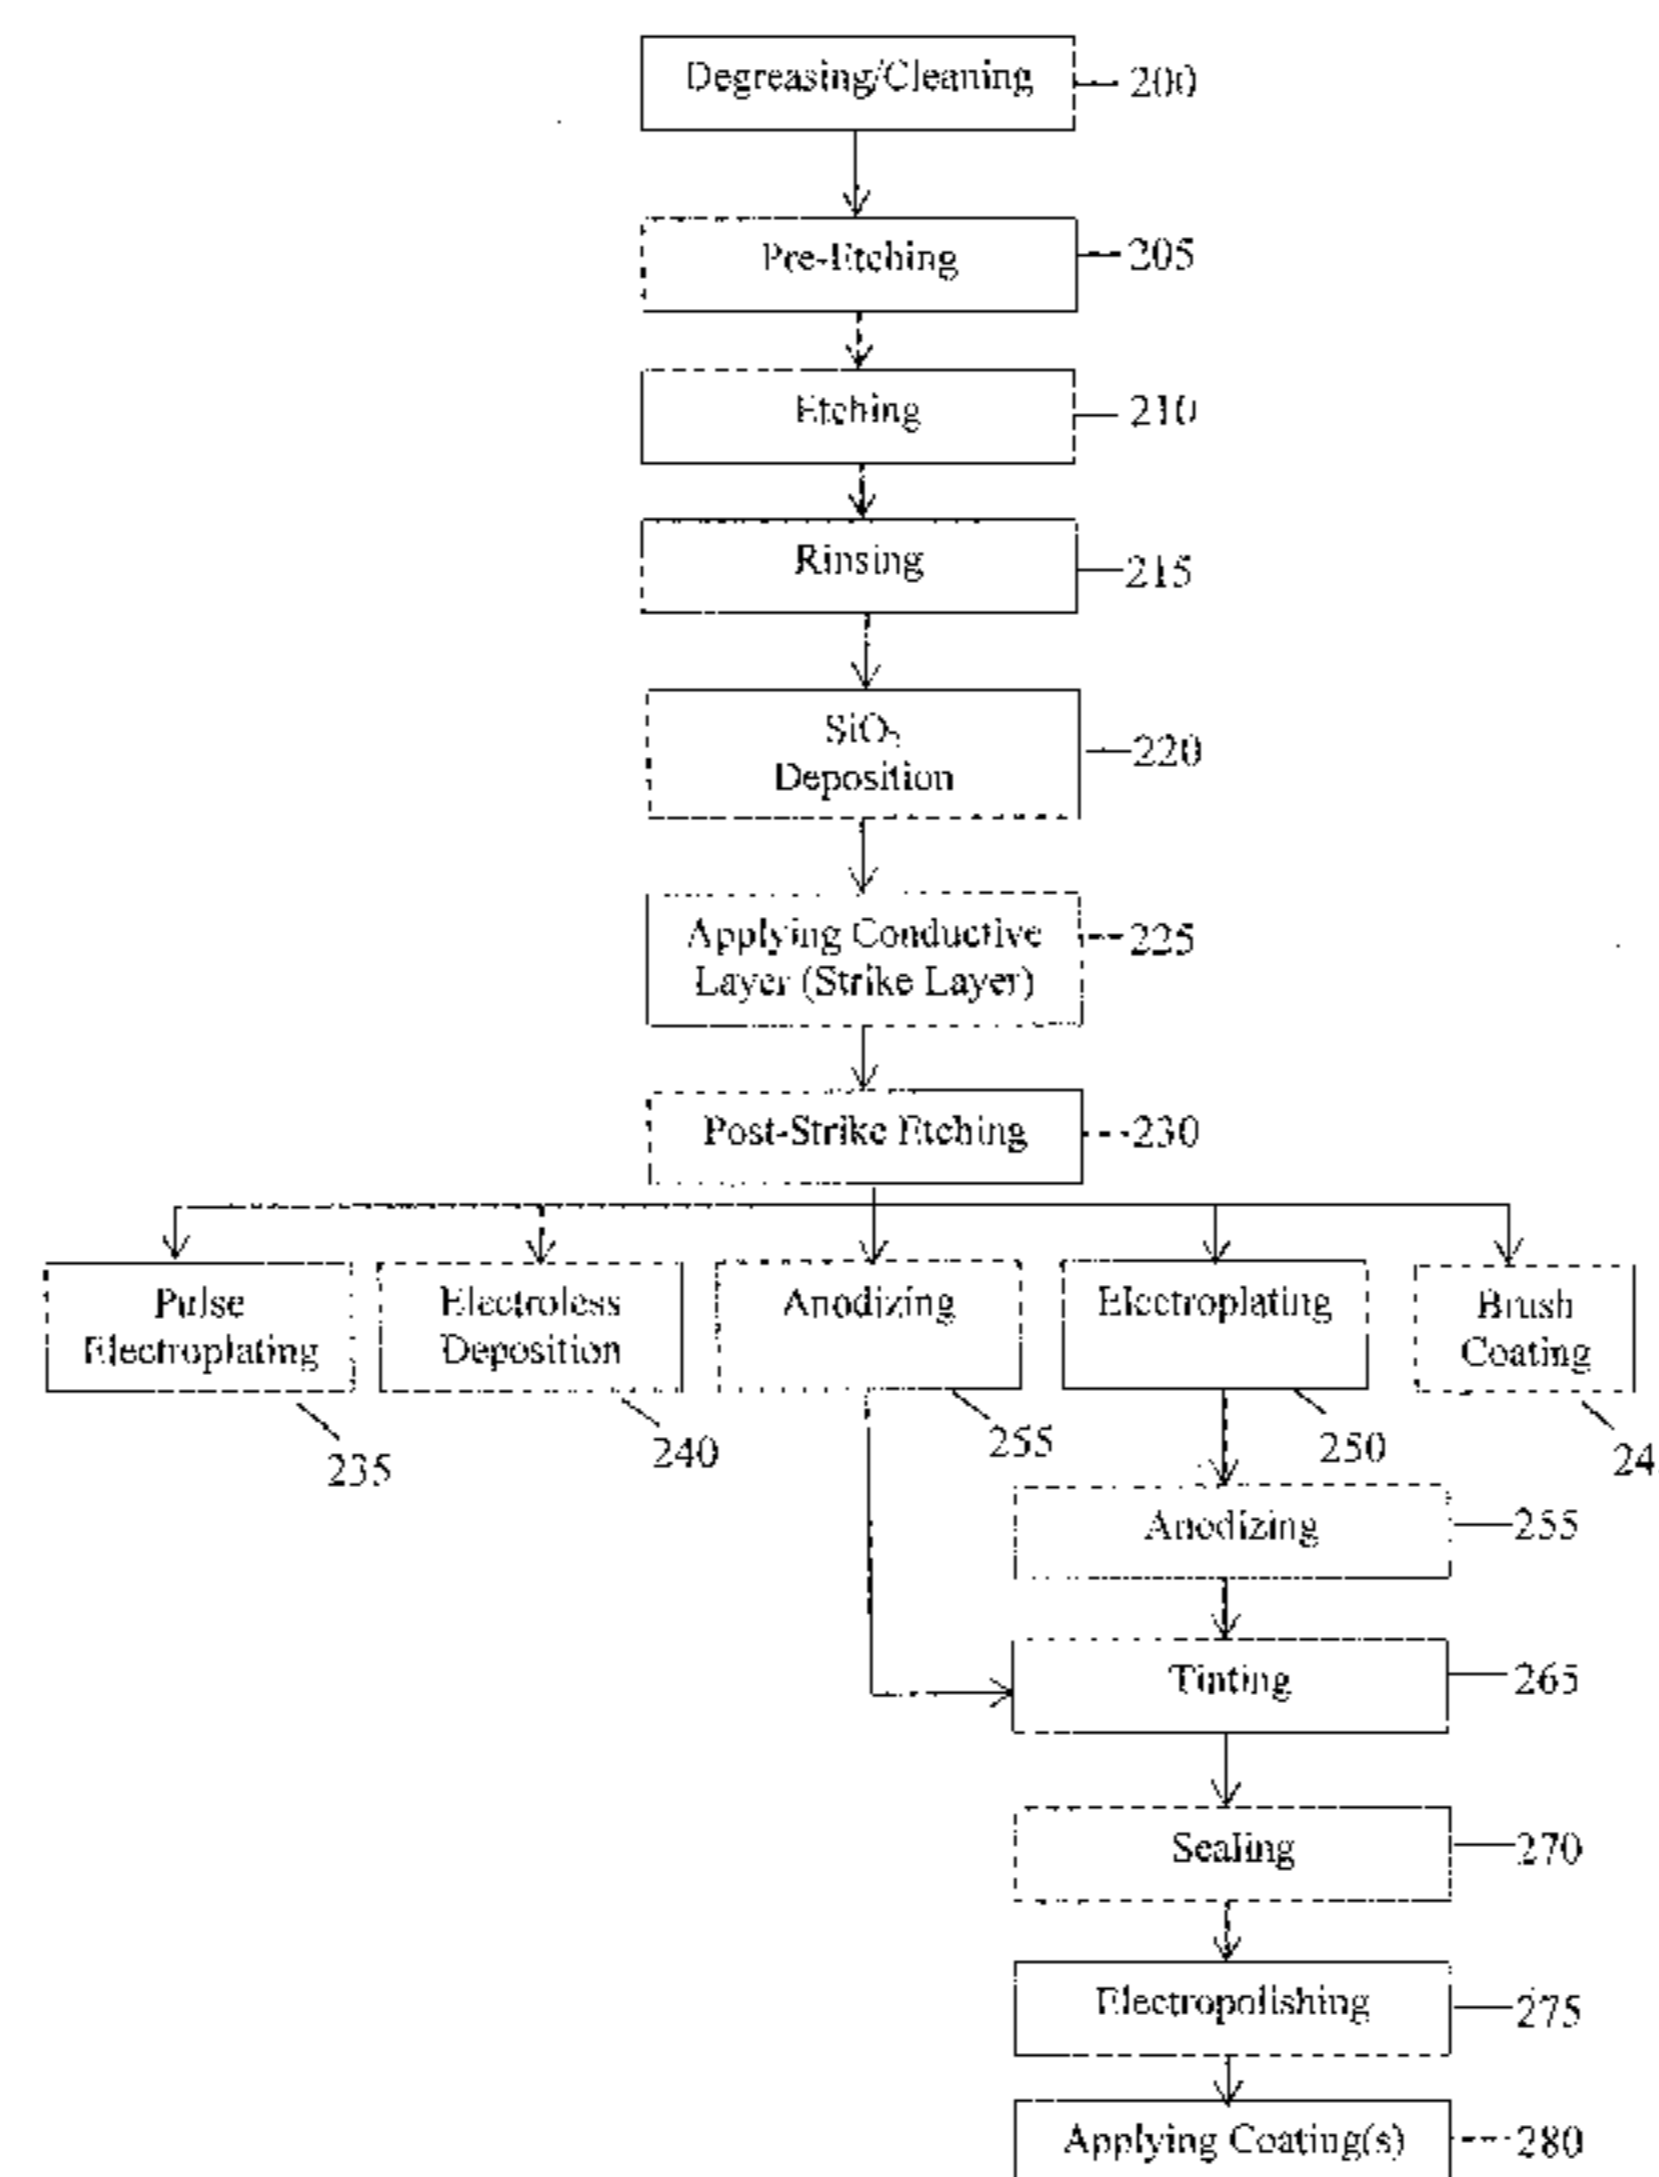 Degreasing/Cleaning
200
Pre-Etching
205
Etching
210
Rinsing
215
SiO2
Deposition
220
Applying Conductive
Layer (Strike Layer)
225
Post-Strike Etching
230
Pulse
Electroplating
235
Electroless
Deposition
240
Anodizing
255
Electroplating
250
Brush
Coating
24
Anodizing
255
Tinting
265
Sealing
270
Electropolishing
275
Applying Coating(s)
280